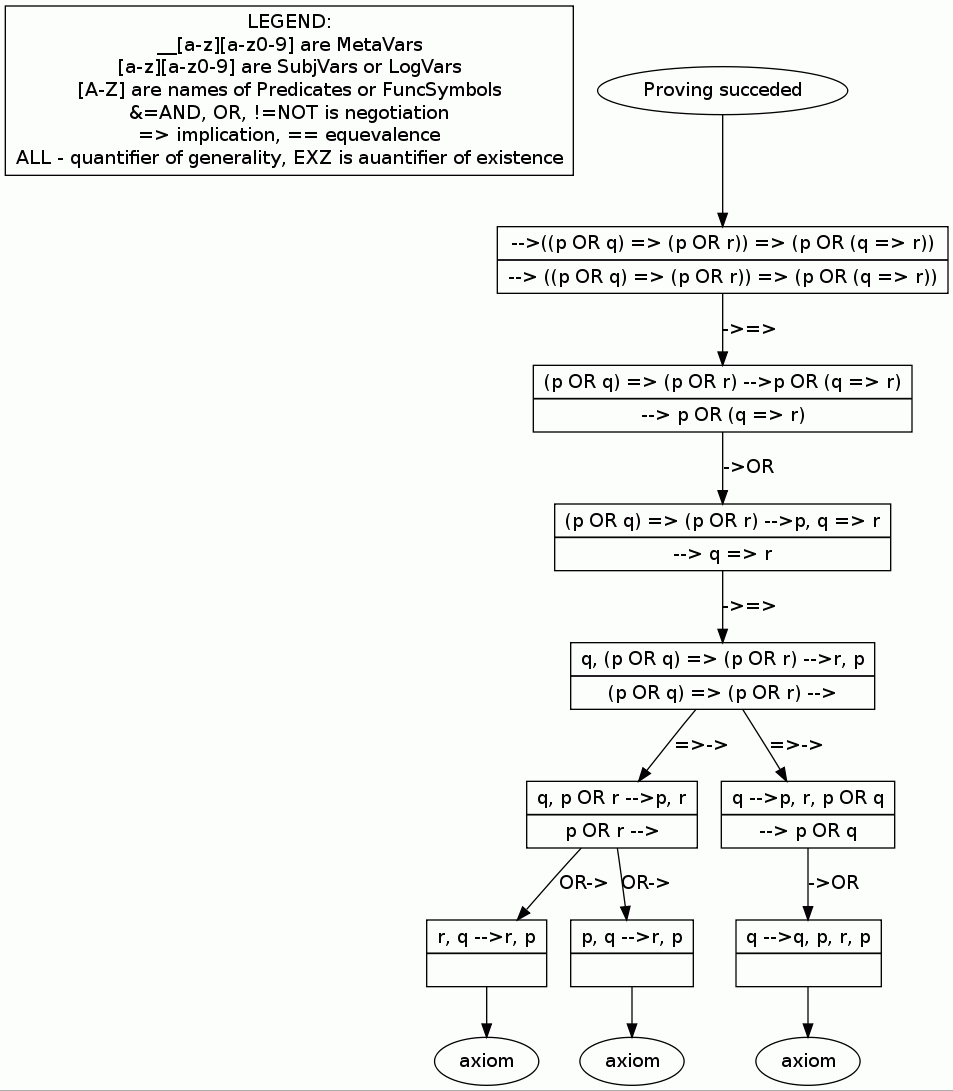 LEGEND:
__[a-z][a-z0-9] are MetaVars
[a-z][a-z0-9] are SubjVars or LogVars
[A-Z] are names of Predicates or FuncSymbols
&=AND, OR, !=NOT is negotiation
=> implication, == equevalence
ALL - quantifier of generality, EXZ is auantifier of existence
Proving succeded
-->((p OR q) => (p OR r)) => (p OR (q => r))
--> ((p OR q) => (p OR r)) => (p OR (q => r))
->=>
(p OR q) => (p OR r) -->p OR (q => r)
--> p OR (q => r)
->OR
(p OR q) => (p OR r) -->p, q => r
--> q => r
->=>
q, (p OR q) => (p OR r) -->r, p
(p OR q) => (p OR r) -->
=>->
=>->
q, p OR r -->p, r
p OR r -->
q -->p, r, p OR q
--> p OR q
OR->
OR->
->OR
r, q -->r, p
p, q -->r, p
q -->q, p, r, p
axiom
axiom
axiom